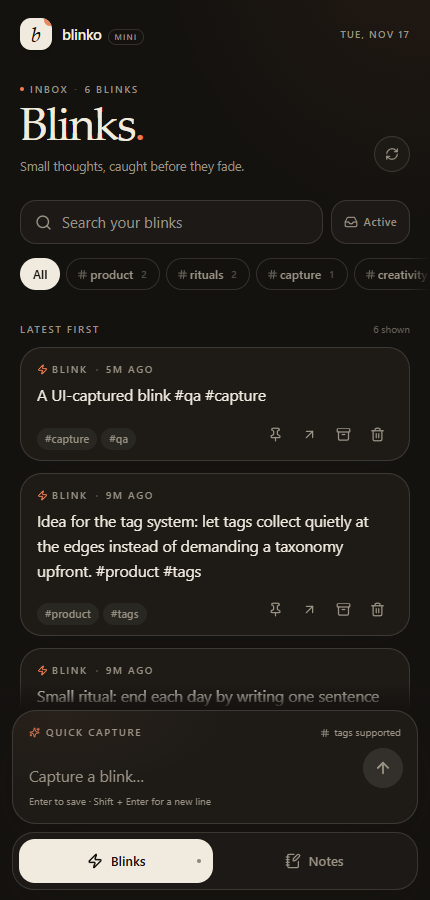 b blinko MINI TUE, NOV 17
INBOX · 6 BLINKS
Blinks.
Small thoughts, caught before they fade.
Search your blinks Active
All # product 2 # rituals 2 # capture 1 # creativity
LATEST FIRST 6 shown
BLINK · 5M AGO
A UI-captured blink #qa #capture
#capture #qa
BLINK · 9M AGO
Idea for the tag system: let tags collect quietly at
the edges instead of demanding a taxonomy
upfront. #product #tags
#product #tags
BLINK · 9M AGO
Small ritual: end each day by writing one sentence
QUICK CAPTURE # tags supported
Capture a blink...
Enter to save · Shift + Enter for a new line
Blinks Notes